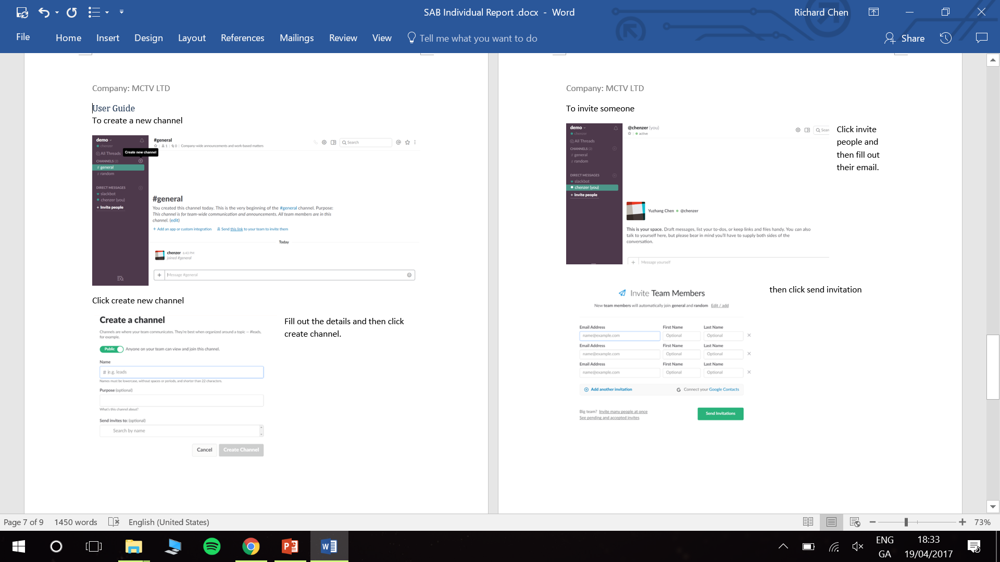 SAB Individual Report .docx - Word
Richard Chen
File Home Insert Design Layout References Mailings Review View Tell me what you want to do
Share
Company: MCTV LTD
User Guide
To create a new channel
demo
chenzer
All Threads
Create new channel
CHANNELS (2)
# general
# random
DIRECT MESSAGES
slackbot
chenzer (you)
+ Invite people
#general
1 | 0 | Company-wide announcements and work-based matters
Search
#general
You created this channel today. This is the very beginning of the #general channel. Purpose:
This channel is for team-wide communication and announcements. All team members are in this
channel. (edit)
+ Add an app or custom integration Send this link to your team to invite them
Today
chenzer 6:43 PM
joined #general
Message #general
Click create new channel
Create a channel
Channels are where your team communicates. They're best when organized around a topic — #leads,
for example.
Public Anyone on your team can view and join this channel.
Name
# e.g. leads
Names must be lowercase, without spaces or periods, and shorter than 22 characters.
Purpose (optional)
What's this channel about?
Send invites to: (optional)
Search by name
Cancel Create Channel
Fill out the details and then click
create channel.
Company: MCTV LTD
To invite someone
demo
chenzer
All Threads
CHANNELS (2)
# general
# random
DIRECT MESSAGES
slackbot
chenzer (you)
+ Invite people
@chenzer (you)
active
Sear
Yuzhang Chen @chenzer
This is your space. Draft messages, list your to-dos, or keep links and files handy. You can also
talk to yourself here, but please bear in mind you'll have to supply both sides of the
conversation.
Message yourself
Click invite
people and
then fill out
their email.
Invite Team Members
New team members will automatically join general and random Edit / add
Email Address First Name Last Name
name@example.com Optional Optional
Email Address First Name Last Name
name@example.com Optional Optional
Email Address First Name Last Name
name@example.com Optional Optional
Add another invitation Connect your Google Contacts
Big team? Invite many people at once
See pending and accepted invites
Send Invitations
then click send invitation
Page 7 of 9 1450 words English (United States)
73%
ENG
GA
18:33
19/04/2017